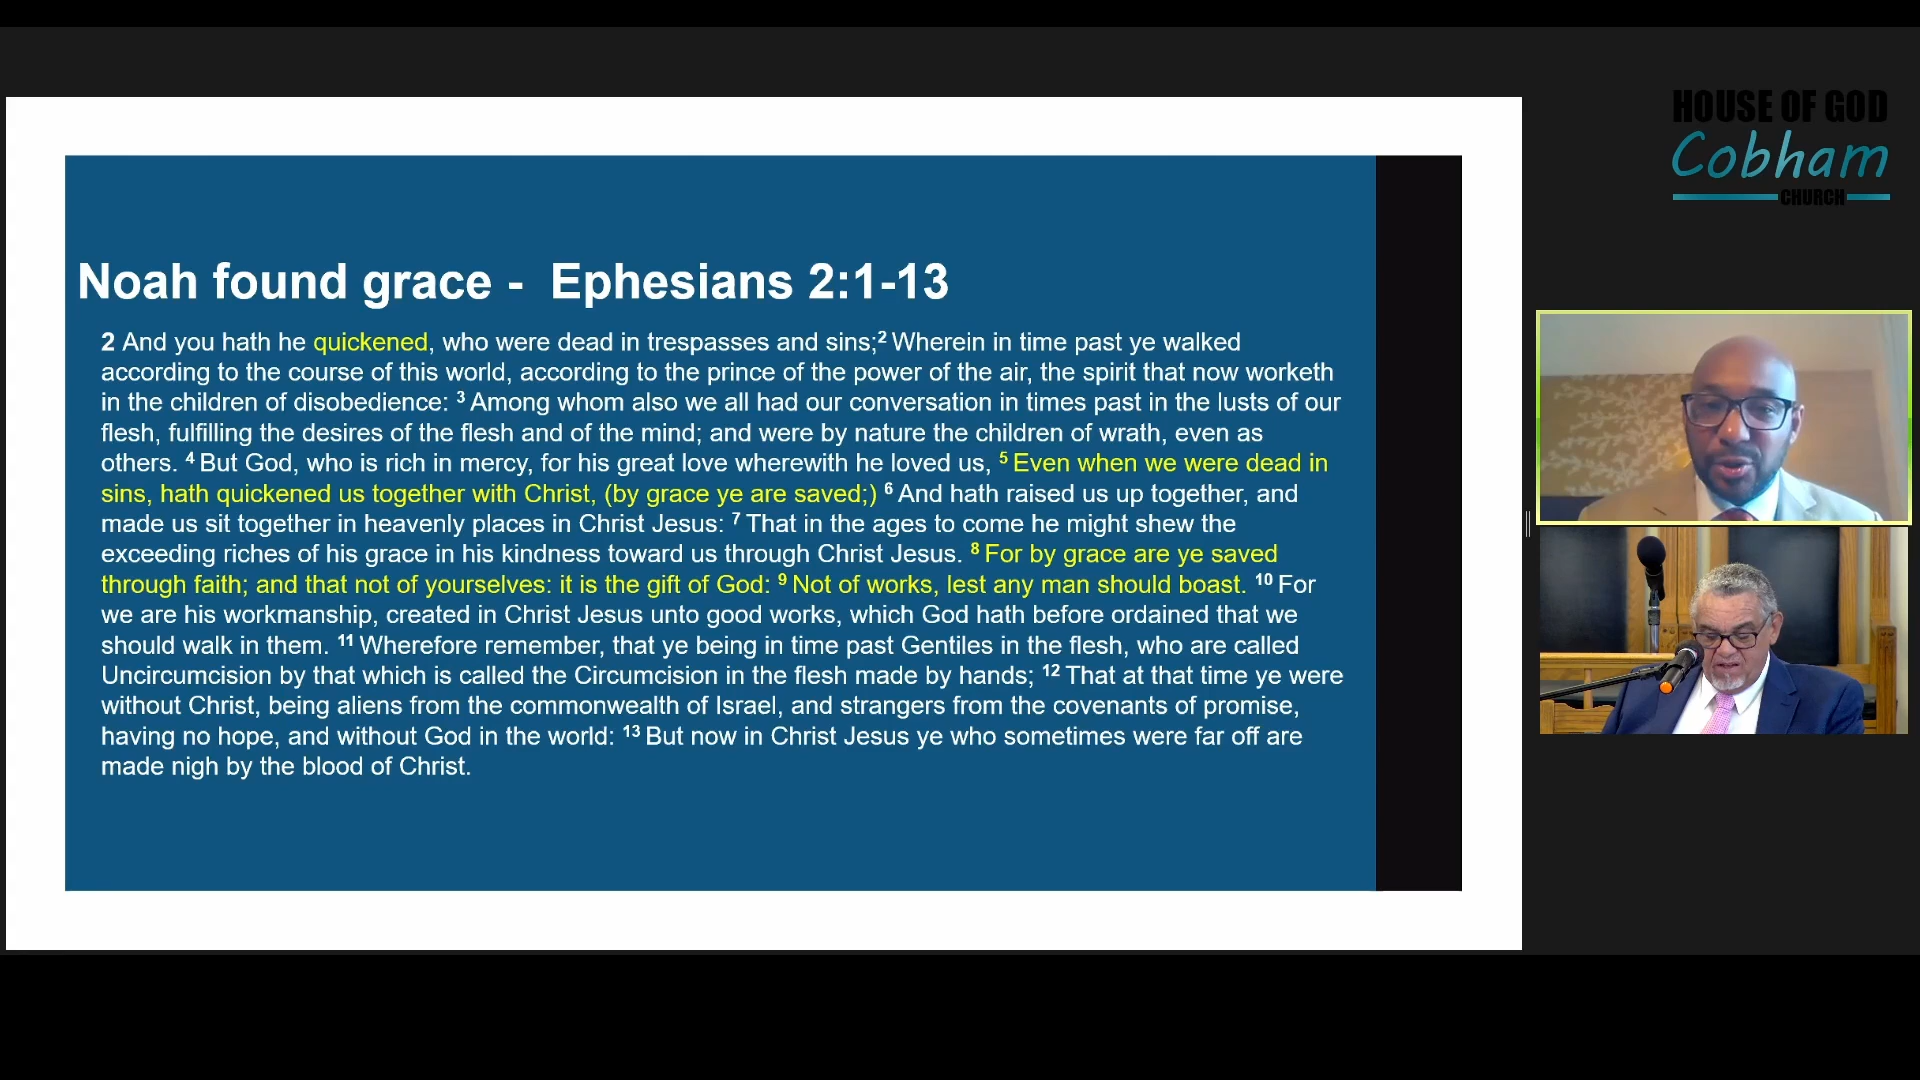 HOUSE OF GOD
Cobham
CHURCH
Noah found grace -  Ephesians 2:1-13
2 And you hath he quickened, who were dead in trespasses and sins;2 Wherein in time past ye walked
according to the course of this world, according to the prince of the power of the air, the spirit that now worketh
in the children of disobedience: 3 Among whom also we all had our conversation in times past in the lusts of our
flesh, fulfilling the desires of the flesh and of the mind; and were by nature the children of wrath, even as
others. 4 But God, who is rich in mercy, for his great love wherewith he loved us, 5 Even when we were dead in
sins, hath quickened us together with Christ, (by grace ye are saved;) 6 And hath raised us up together, and
made us sit together in heavenly places in Christ Jesus: 7 That in the ages to come he might shew the
exceeding riches of his grace in his kindness toward us through Christ Jesus. 8 For by grace are ye saved
through faith; and that not of yourselves: it is the gift of God: 9 Not of works, lest any man should boast. 10 For
we are his workmanship, created in Christ Jesus unto good works, which God hath before ordained that we
should walk in them. 11 Wherefore remember, that ye being in time past Gentiles in the flesh, who are called
Uncircumcision by that which is called the Circumcision in the flesh made by hands; 12 That at that time ye were
without Christ, being aliens from the commonwealth of Israel, and strangers from the covenants of promise,
having no hope, and without God in the world: 13 But now in Christ Jesus ye who sometimes were far off are
made nigh by the blood of Christ.